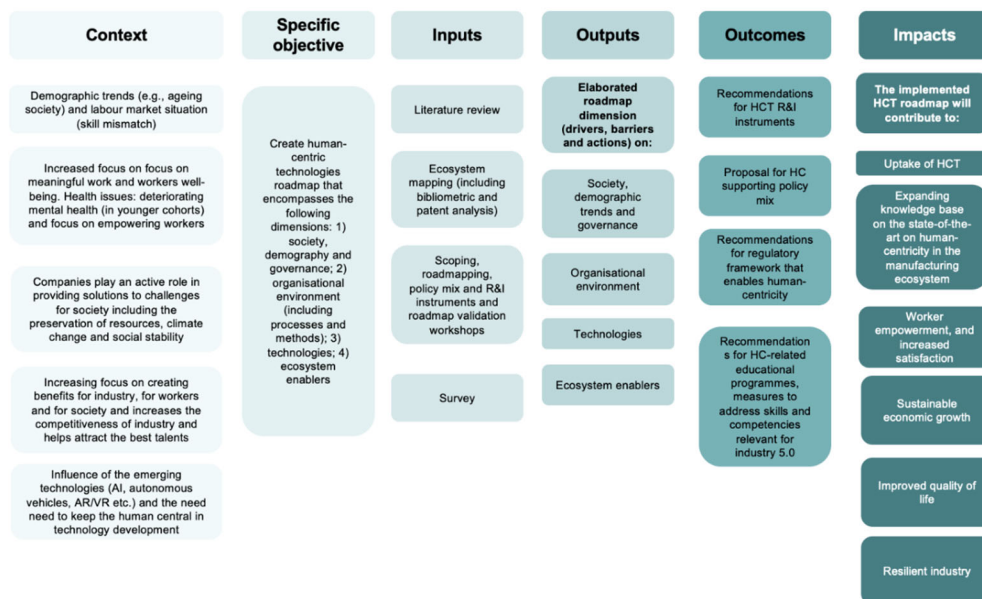 Context
Demographic trends (e.g., ageing
society) and labour market situation
(skill mismatch)
Increased focus on focus on
meaningful work and workers well-
being. Health issues: deteriorating
mental health (in younger cohorts)
and focus on empowering workers
Companies play an active role in
providing solutions to challenges
for society including the
preservation of resources, climate
change and social stability
Increasing focus on creating
benefits for industry, for workers
and for society and increases the
competitiveness of industry and
helps attract the best talents
Influence of the emerging
technologies (AI, autonomous
vehicles, AR/VR etc.) and the need
need to keep the human central in
technology development
Specific
objective
Create human-
centric
technologies
roadmap that
encompasses the
following
dimensions: 1)
society,
demography and
governance; 2)
organisational
environment
(including
processes and
methods); 3)
technologies; 4)
ecosystem
enablers
Inputs
Literature review
Ecosystem
mapping (including
bibliometric and
patent analysis)
Scoping,
roadmapping,
policy mix and R&I
instruments and
roadmap validation
workshops
Survey
Outputs
Elaborated
roadmap
dimension
(drivers, barriers
and actions) on:
Society,
demographic
trends and
governance
Organisational
environment
Technologies
Ecosystem enablers
Outcomes
Recommendations
for HCT R&I
instruments
Proposal for HC
supporting policy
mix
Recommendations
for regulatory
framework that
enables human-
centricity
Recommendation
s for HC-related
educational
programmes,
measures to
address skills and
competencies
relevant for
industry 5.0
Impacts
The implemented
HCT roadmap will
contribute to:
Uptake of HCT
Expanding
knowledge base
on the state-of-the-
art on human-
centricity in the
manufacturing
ecosystem
Worker
empowerment, and
increased
satisfaction
Sustainable
economic growth
Improved quality of
life
Resilient industry